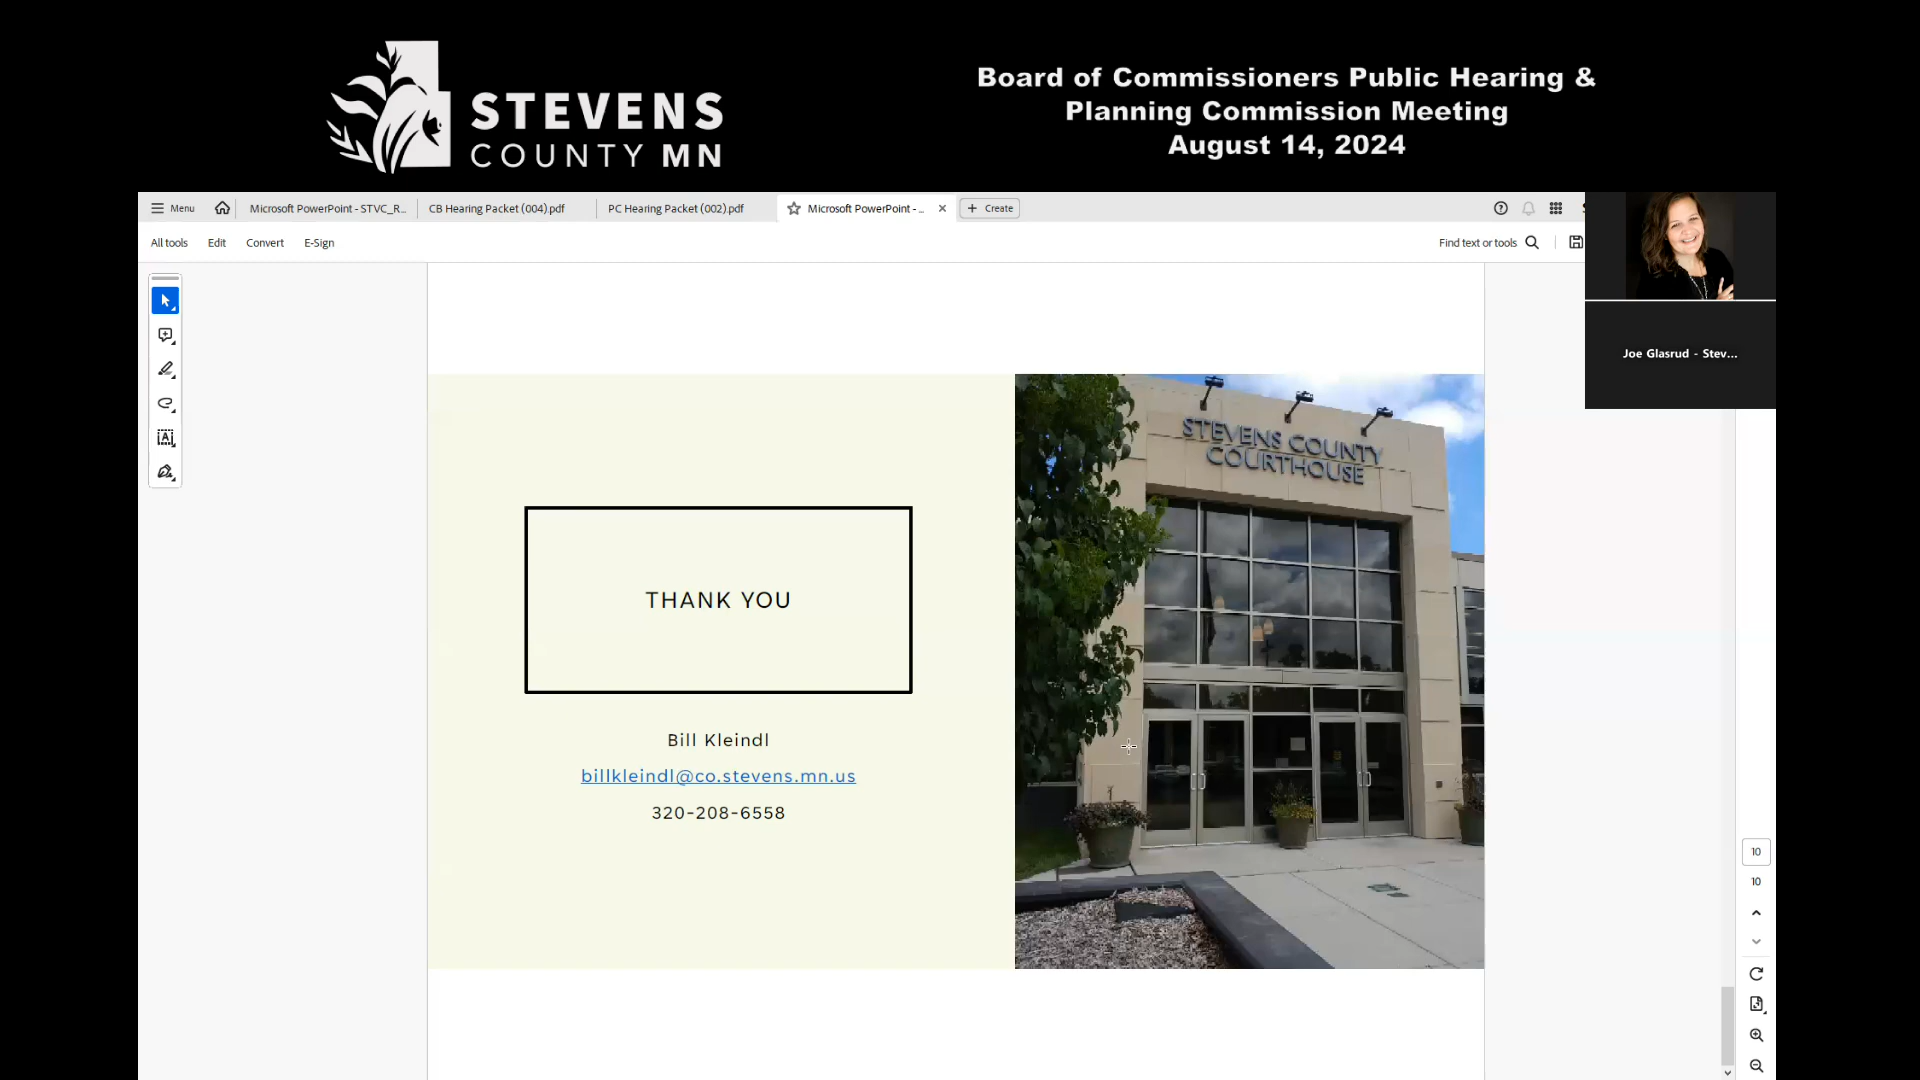 STEVENS
COUNTY MN
Board of Commissioners Public Hearing &
Planning Commission Meeting
August 14, 2024
Menu
Microsoft PowerPoint - STVC_R...
CB Hearing Packet (004).pdf
PC Hearing Packet (002).pdf
Microsoft PowerPoint - ...
Create
All tools
Edit
Convert
E-Sign
Find text or tools
Joe Glasrud - Stev...
STEVENS COUNTY
COURTHOUSE
THANK YOU
Bill Kleindl
billkleindl@co.stevens.mn.us
320-208-6558
10
10